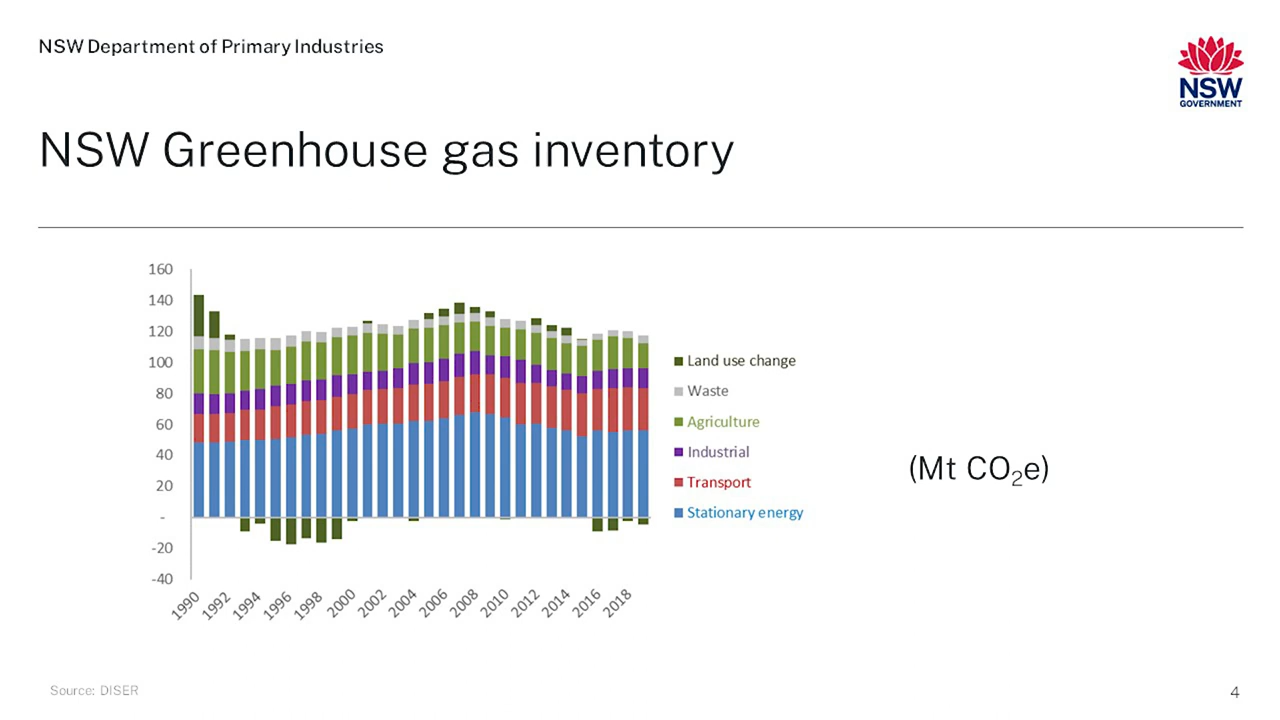 NSW Department of Primary Industries
NSW
GOVERNMENT
NSW Greenhouse gas inventory
160
140
120
100
80
60
40
20
-
-20
-40
1990
1992
1994
1996
1998
2000
2002
2004
2006
2008
2010
2012
2014
2016
2018
Land use change
Waste
Agriculture
Industrial
Transport
Stationary energy
(Mt CO₂e)
Source: DISER
4